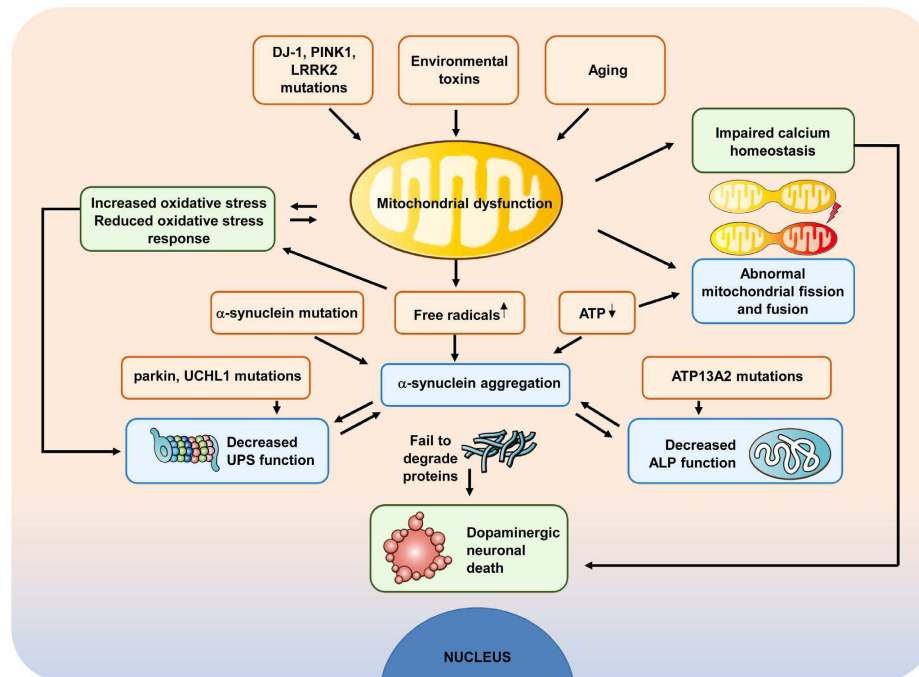 DJ-1, PINK1,
LRRK2
mutations
Environmental
toxins
Aging
Impaired calcium
homeostasis
Mitochondrial dysfunction
Increased oxidative stress
Reduced oxidative stress
response
Abnormal
mitochondrial fission
and fusion
α-synuclein mutation
Free radicals↑
ATP↓
parkin, UCHL1 mutations
α-synuclein aggregation
ATP13A2 mutations
Decreased
UPS function
Fail to
degrade
proteins
Decreased
ALP function
Dopaminergic
neuronal
death
NUCLEUS